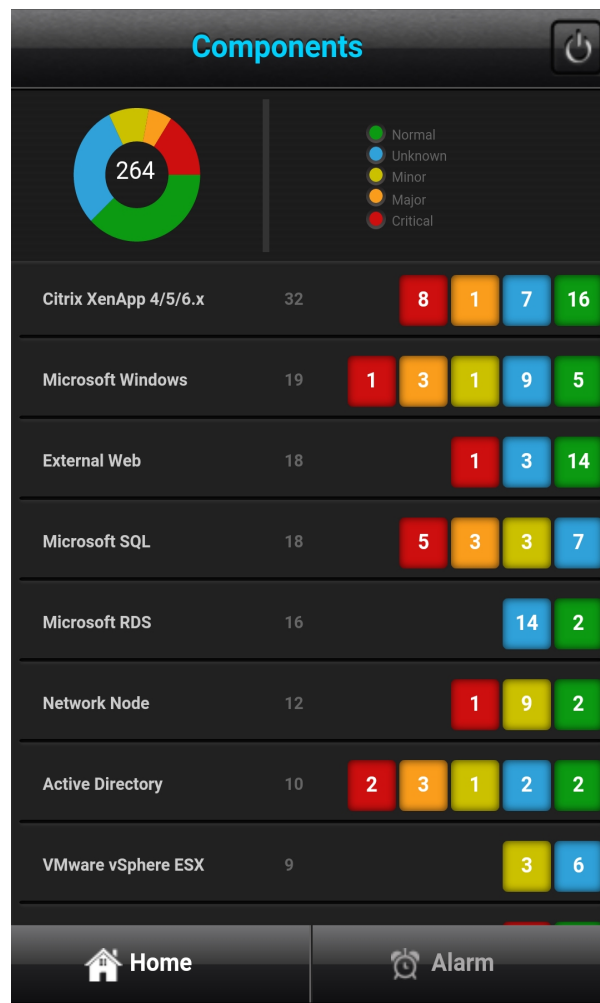 Components
264
Normal
Unknown
Minor
Major
Critical
Citrix XenApp 4/5/6.x 32 8 1 7 16
Microsoft Windows 19 1 3 1 9 5
External Web 18 1 3 14
Microsoft SQL 18 5 3 3 7
Microsoft RDS 16 14 2
Network Node 12 1 9 2
Active Directory 10 2 3 1 2 2
VMware vSphere ESX 9 3 6
Home Alarm